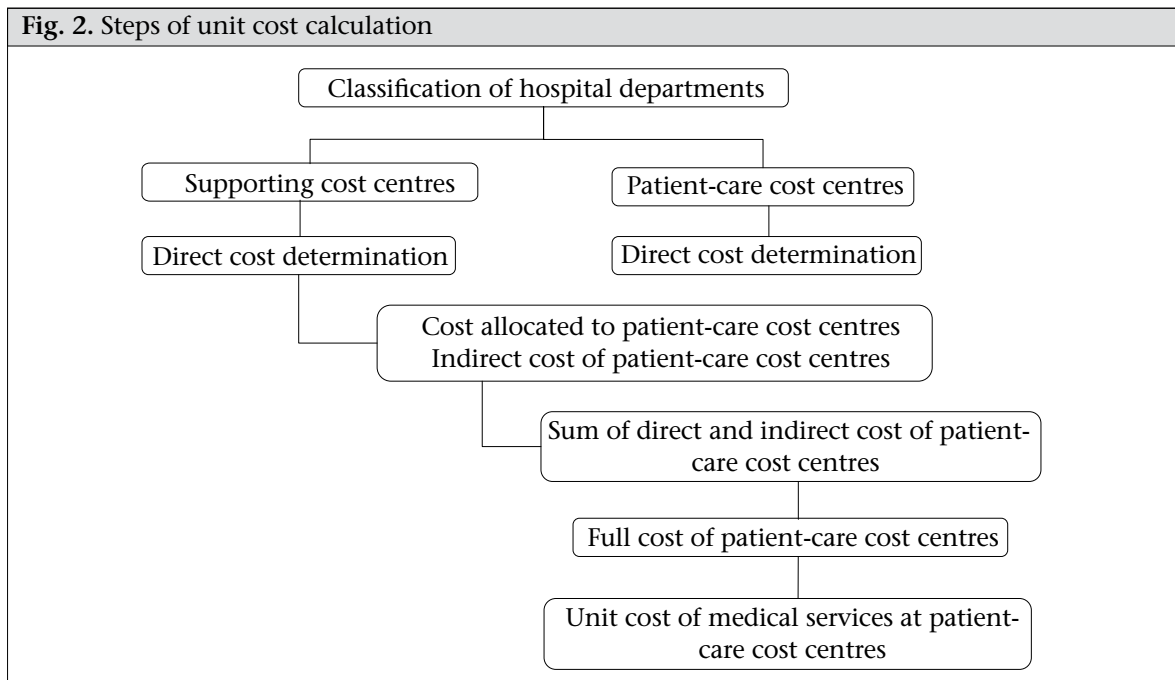 Fig. 2. Steps of unit cost calculation
Classification of hospital departments
Supporting cost centres
Patient-care cost centres
Direct cost determination
Direct cost determination
Cost allocated to patient-care cost centres
Indirect cost of patient-care cost centres
Sum of direct and indirect cost of patient-
care cost centres
Full cost of patient-care cost centres
Unit cost of medical services at patient-
care cost centres